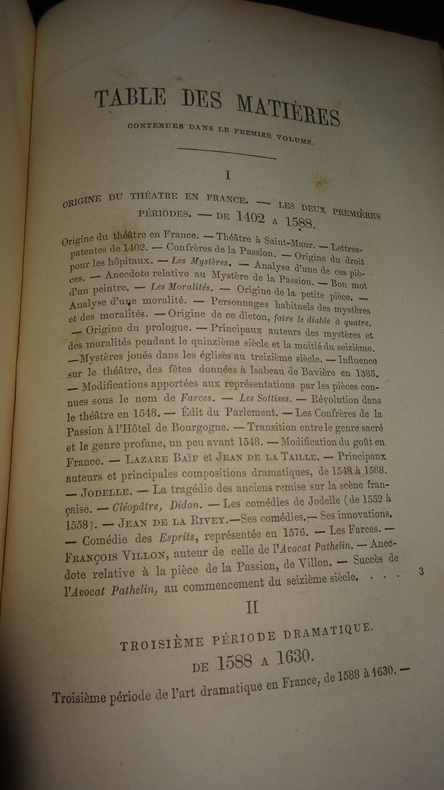 TABLE DES MATIÈRES
CONTENUES DANS LE PREMIER VOLUME.
I
ORIGINE DU THÉATRE EN FRANCE. — LES DEUX PREMIÈRES
PÉRIODES. — DE 1402 A 1588.
Origine du théâtre en France. — Théâtre à Saint-Maur. — Lettres-
patentes de 1402. — Confrères de la Passion. — Origine du droit
pour les hôpitaux. — Les Mystères. — Analyse d'une de ces piè-
ces. — Anecdote relative au Mystère de la Passion. — Bon mot
d'un peintre. — Les Moralités. — Origine de la petite pièce. —
Analyse d'une moralité. — Personnages habituels des mystères
et des moralités. — Origine de ce dicton, faire le diable à quatre.
— Origine du prologue. — Principaux auteurs des mystères et
des moralités pendant le quinzième siècle et la moitié du seizième.
—Mystères joués dans les églises au treizième siècle. — Influence
sur le théâtre, des fêtes données à Isabeau de Bavière en 1385.
— Modifications apportées aux représentations par les pièces con-
nues sous le nom de Farces. — Les Sottises. — Révolution dans
le théâtre en 1548. — Édit du Parlement. — Les Confrères de la
Passion à l'Hôtel de Bourgogne. — Transition entre le genre sacré
et le genre profane, un peu avant 1548. — Modification du goût en
France. — LAZARE BAÏF et JEAN DE LA TAILLE. — Principaux
auteurs et principales compositions dramatiques, de 1548 à 1588.
— JODELLE. — La tragédie des anciens remise sur la scène fran-
çaise. — Cléopâtre, Didon. — Les comédies de Jodelle (de 1552 à
1558). — JEAN DE LA RIVEY.—Ses comédies.— Ses innovations.
— Comédie des Esprits, représentée en 1576. — Les Farces. —
FRANÇOIS VILLON, auteur de celle de l'Avocat Pathelin. — Anec-
dote relative à la pièce de la Passion, de Villon. — Succès de
l'Avocat Pathelin, au commencement du seizième siècle. . . . 3
II
TROISIÈME PÉRIODE DRAMATIQUE.
DE 1588 A 1630.
Troisième période de l'art dramatique en France, de 1588 à 1630. —